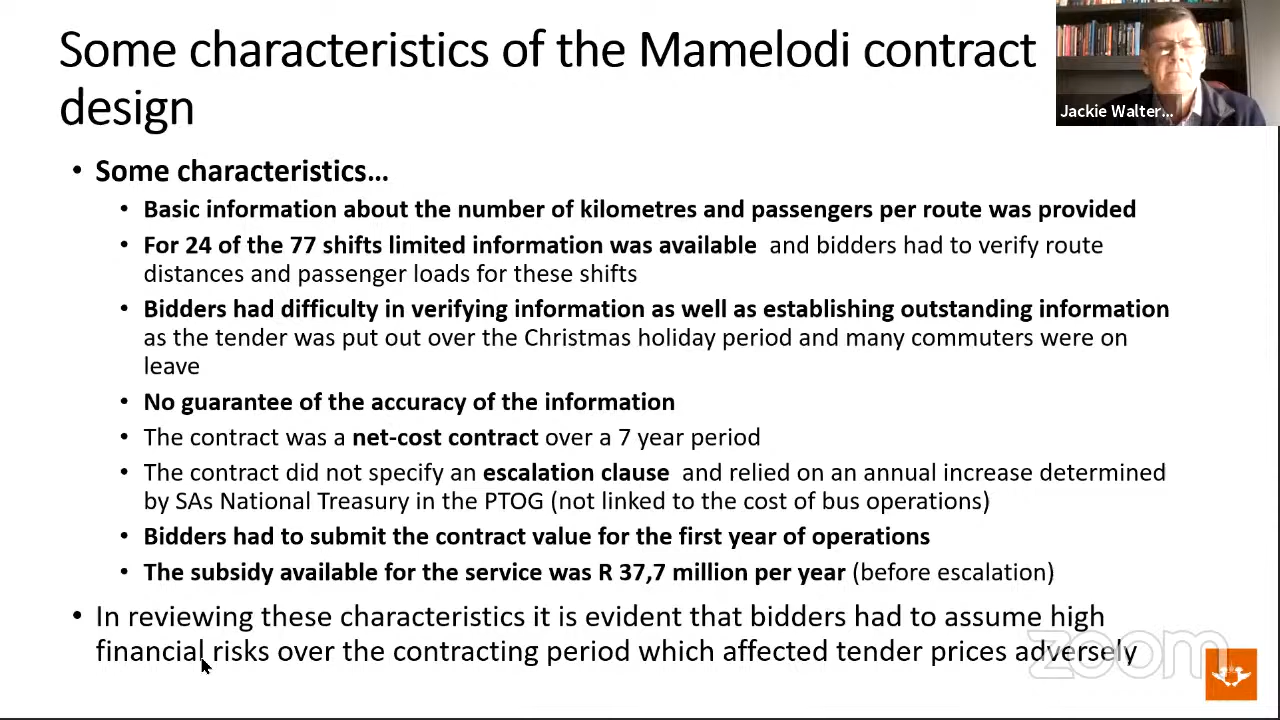 Some characteristics of the Mamelodi contract
design
Jackie Walter...
• Some characteristics...
• Basic information about the number of kilometres and passengers per route was provided
• For 24 of the 77 shifts limited information was available and bidders had to verify route
distances and passenger loads for these shifts
• Bidders had difficulty in verifying information as well as establishing outstanding information
as the tender was put out over the Christmas holiday period and many commuters were on
leave
• No guarantee of the accuracy of the information
• The contract was a net-cost contract over a 7 year period
• The contract did not specify an escalation clause and relied on an annual increase determined
by SAs National Treasury in the PTOG (not linked to the cost of bus operations)
• Bidders had to submit the contract value for the first year of operations
• The subsidy available for the service was R 37,7 million per year (before escalation)
• In reviewing these characteristics it is evident that bidders had to assume high
financial risks over the contracting period which affected tender prices adversely
zoom